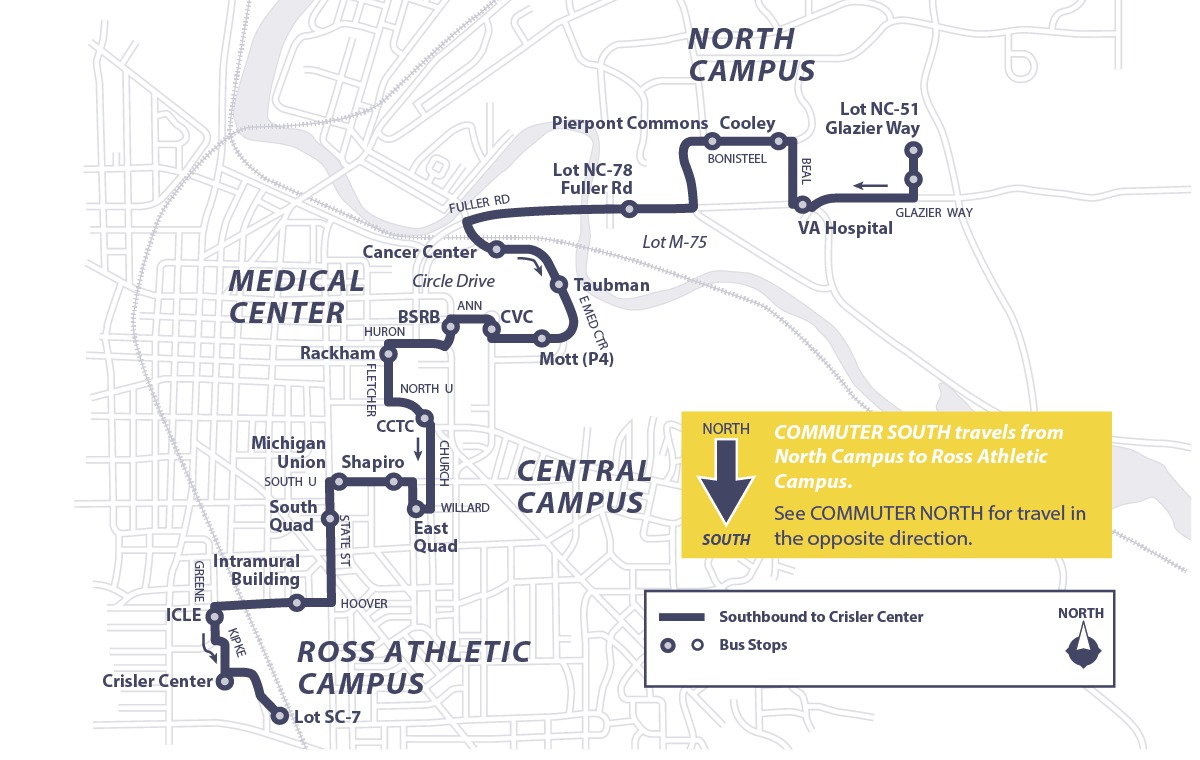 NORTH
CAMPUS
Lot NC-51
Glazier Way
Pierpont Commons
Cooley
BONISTEEL
BEAL
Lot NC-78
Fuller Rd
FULLER RD
GLAZIER WAY
VA Hospital
Lot M-75
Cancer Center
Circle Drive
Taubman
MEDICAL
CENTER
ANN
E MED CTR
BSRB
CVC
HURON
Rackham
Mott (P4)
FLETCHER
NORTH U
CCTC
CHURCH
Michigan
Union
Shapiro
SOUTH U
CENTRAL
CAMPUS
WILLARD
South
Quad
STATE ST
East
Quad
Intramural
Building
GREENE
HOOVER
ICLE
KIPKE
ROSS ATHLETIC
CAMPUS
Crisler Center
Lot SC-7
NORTH
SOUTH
COMMUTER SOUTH travels from
North Campus to Ross Athletic
Campus.
See COMMUTER NORTH for travel in
the opposite direction.
Southbound to Crisler Center
Bus Stops
NORTH